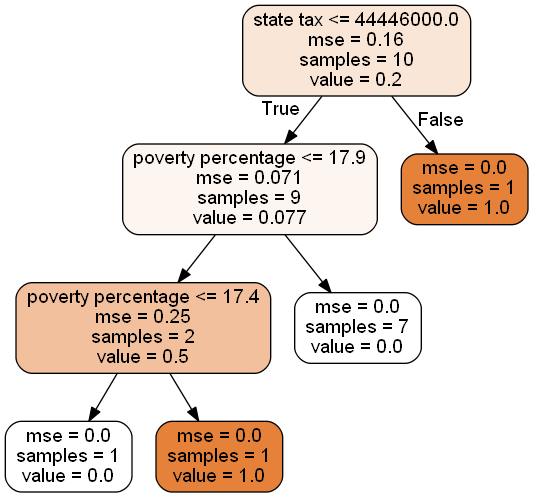 state tax <= 44446000.0
mse = 0.16
samples = 10
value = 0.2
True
False
poverty percentage <= 17.9
mse = 0.071
samples = 9
value = 0.077
mse = 0.0
samples = 1
value = 1.0
poverty percentage <= 17.4
mse = 0.25
samples = 2
value = 0.5
mse = 0.0
samples = 7
value = 0.0
mse = 0.0
samples = 1
value = 0.0
mse = 0.0
samples = 1
value = 1.0